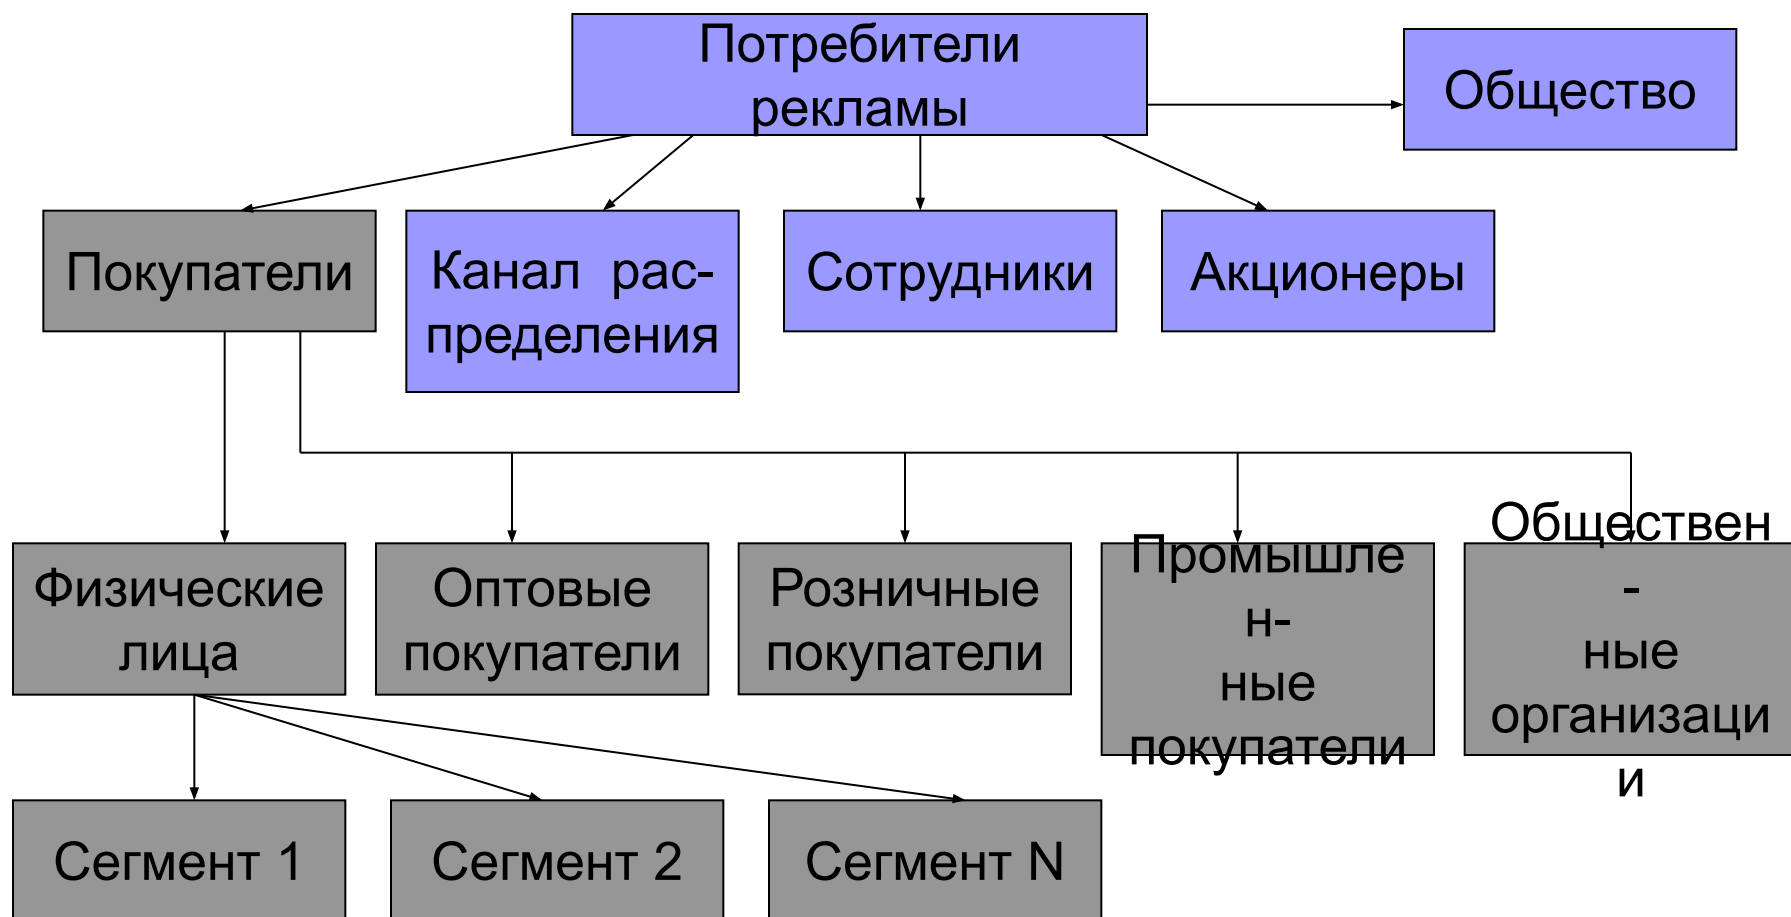 Потребители
рекламы
Общество
Покупатели
Канал рас-
пределения
Сотрудники
Акционеры
Физические
лица
Оптовые
покупатели
Розничные
покупатели
Промышле
н-
ные
покупатели
Обществен
-
ные
организаци
и
Сегмент 1
Сегмент 2
Сегмент N